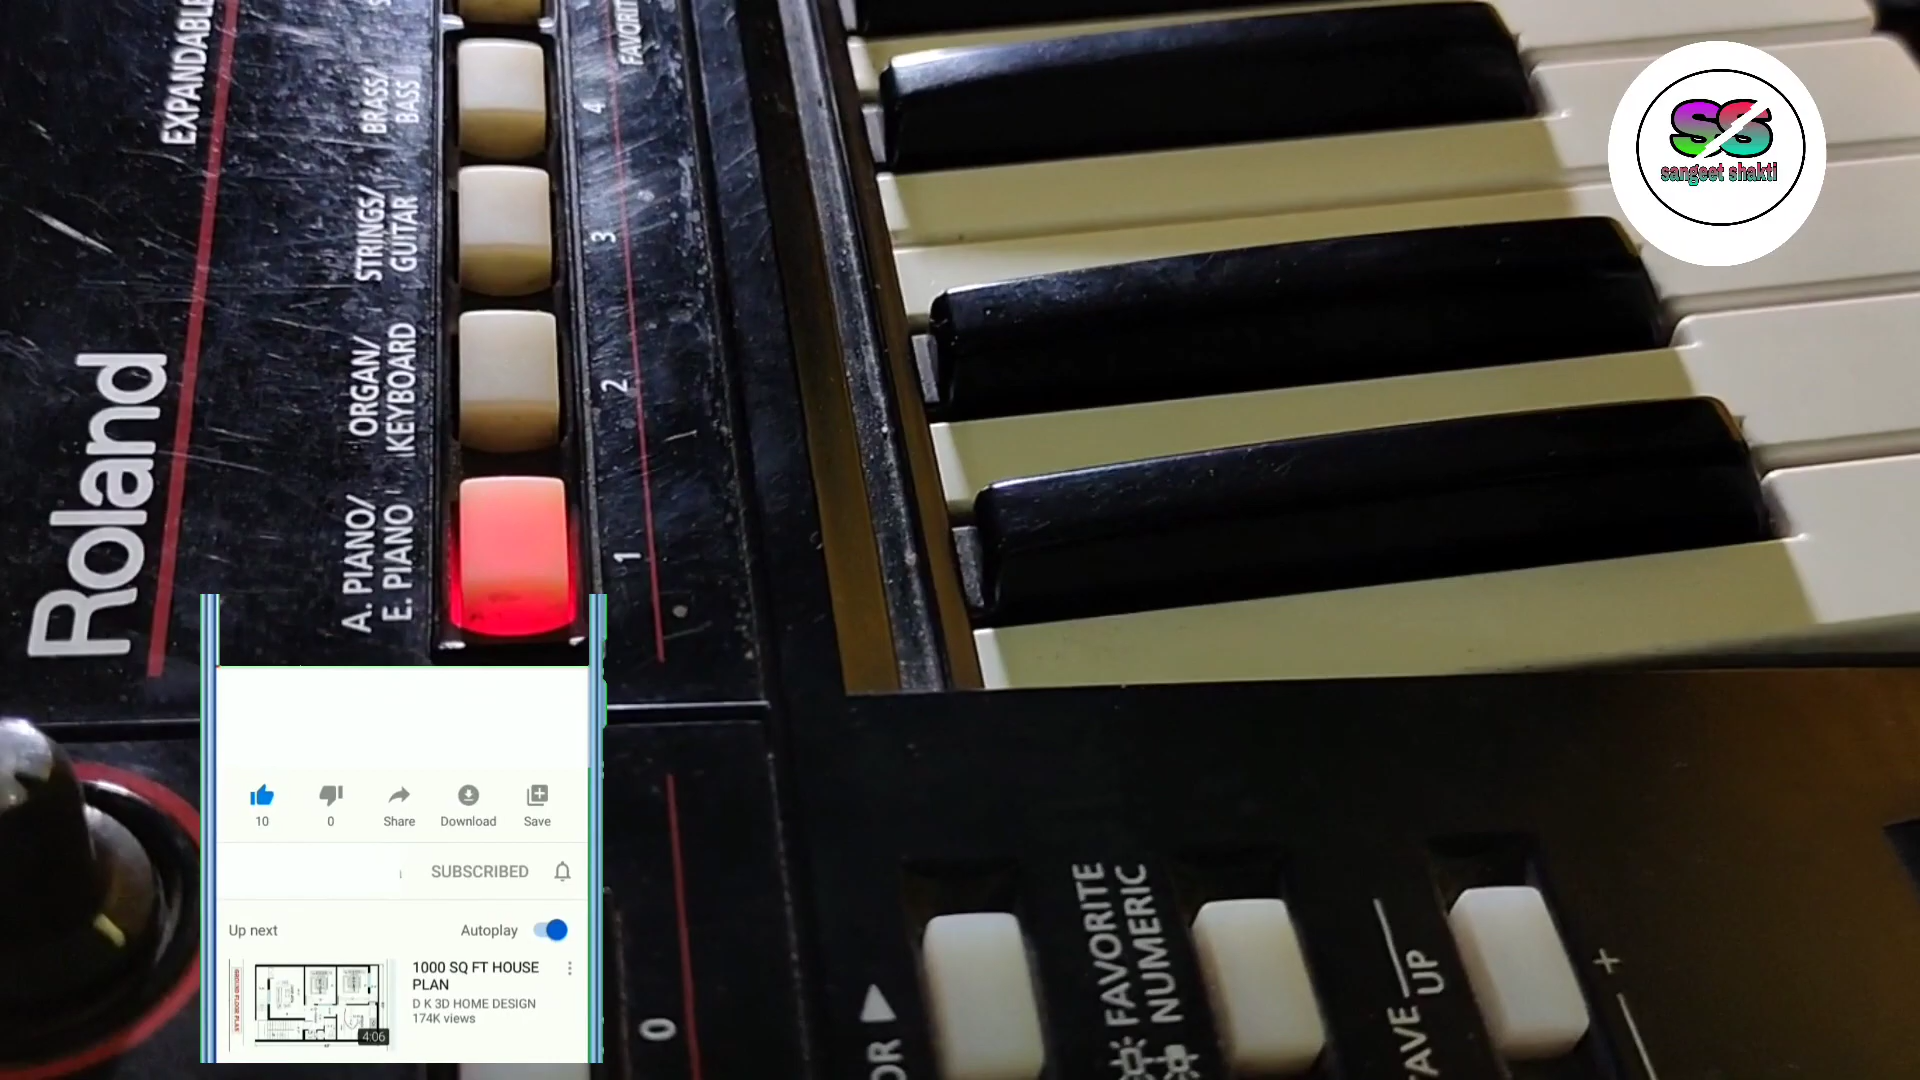 EXPANDABLE
Roland
A. PIANO/
E. PIANO
ORGAN/
KEYBOARD
STRINGS/
GUITAR
BRASS/
BASS
FAVORIT
1
2
3
4
0
SS
sangeet shakti
10
0
Share
Download
Save
SUBSCRIBED
Up next
Autoplay
1000 SQ FT HOUSE
PLAN
D K 3D HOME DESIGN
174K views
4:06
FAVORITE
NUMERIC
UP
+